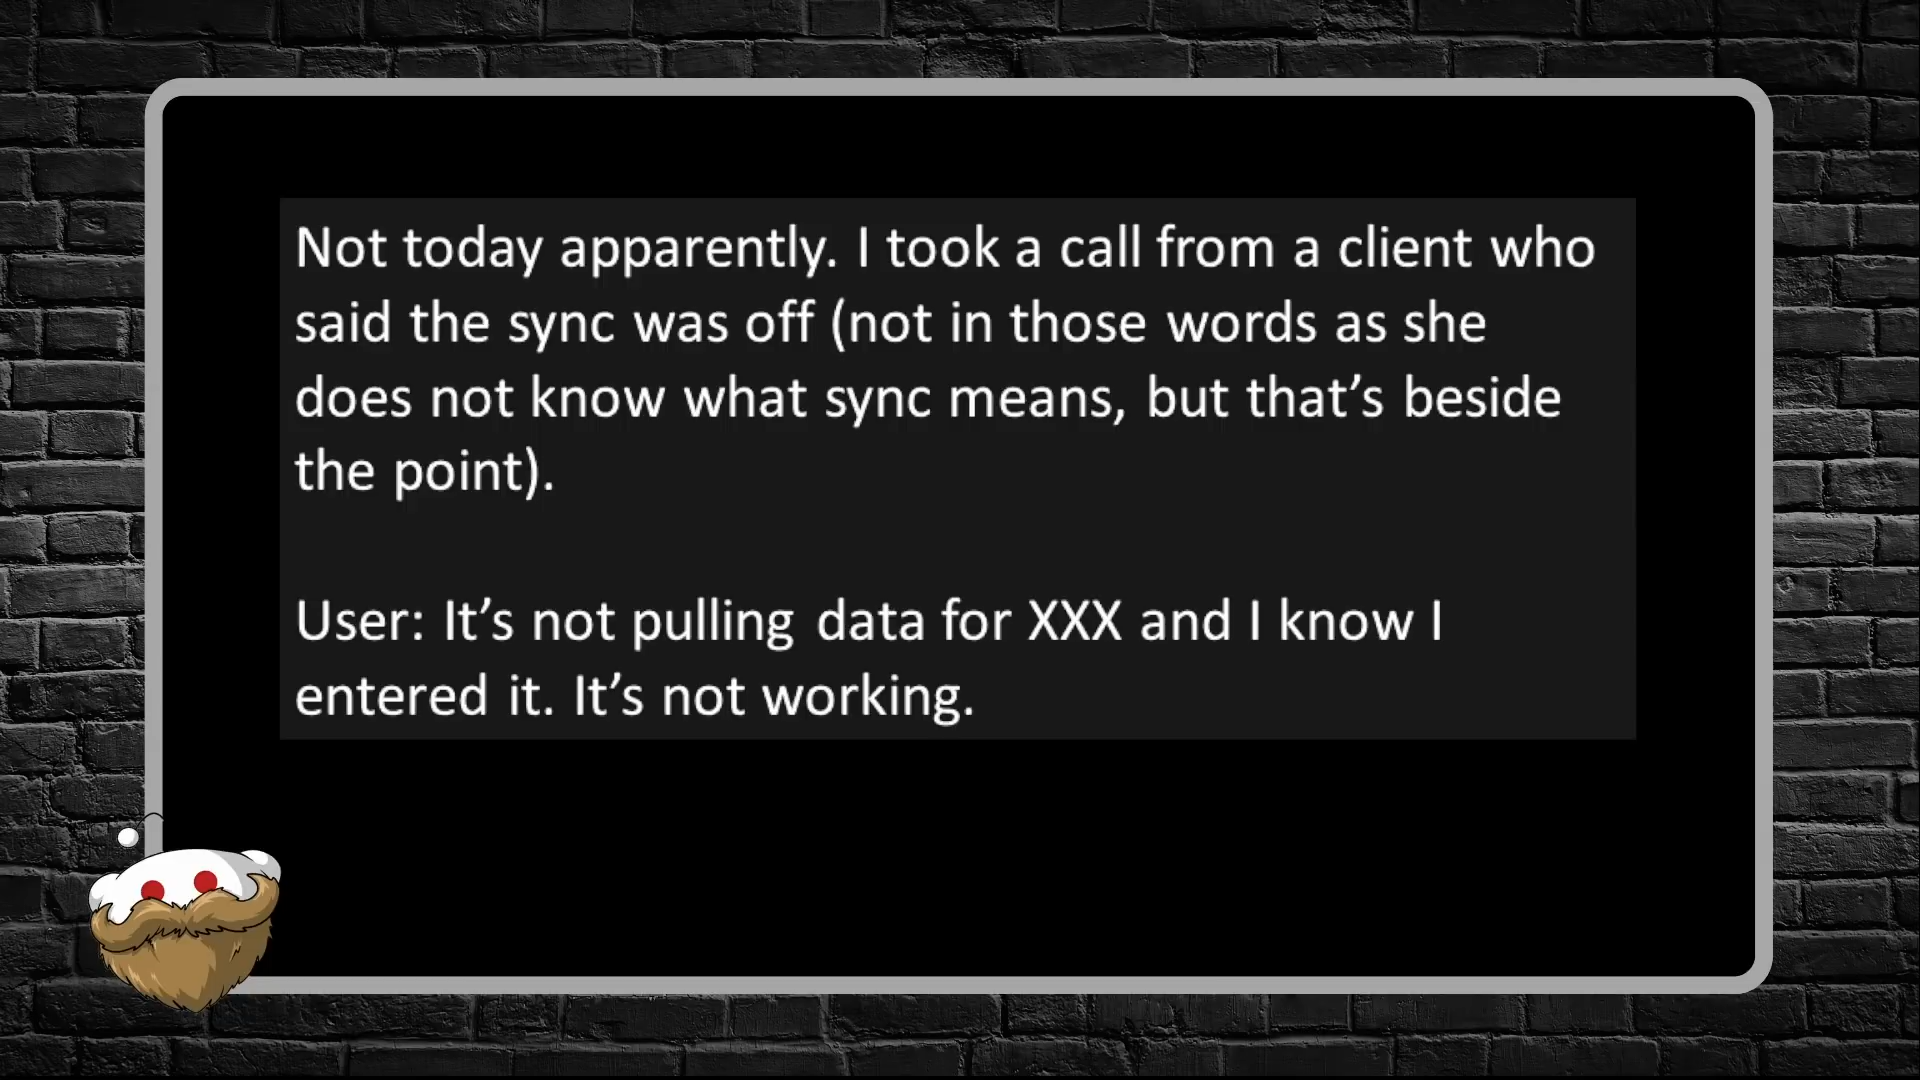 Not today apparently. I took a call from a client who
said the sync was off (not in those words as she
does not know what sync means, but that’s beside
the point).
User: It’s not pulling data for XXX and I know I
entered it. It’s not working.